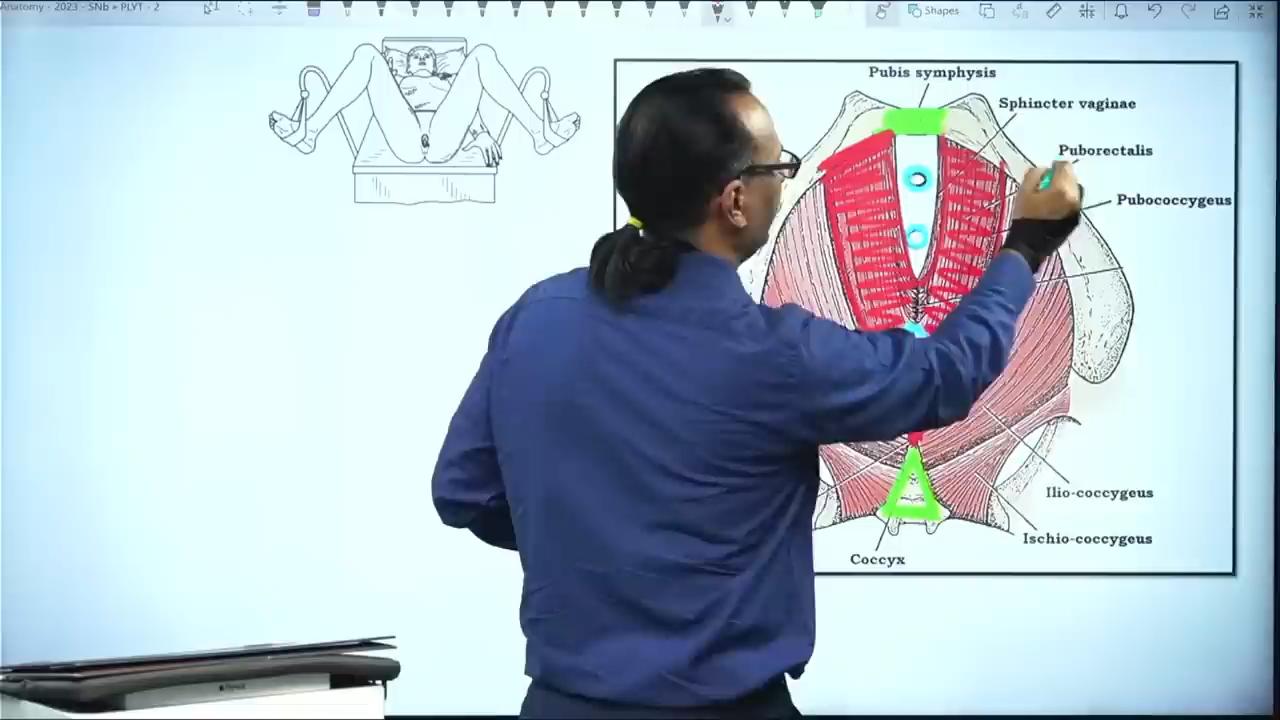 Anatomy - 2023 - SNb » PLYT - 2
Shapes
Pubis symphysis
Sphincter vaginae
Puborectalis
Pubococcygeus
Ilio-coccygeus
Ischio-coccygeus
Coccyx